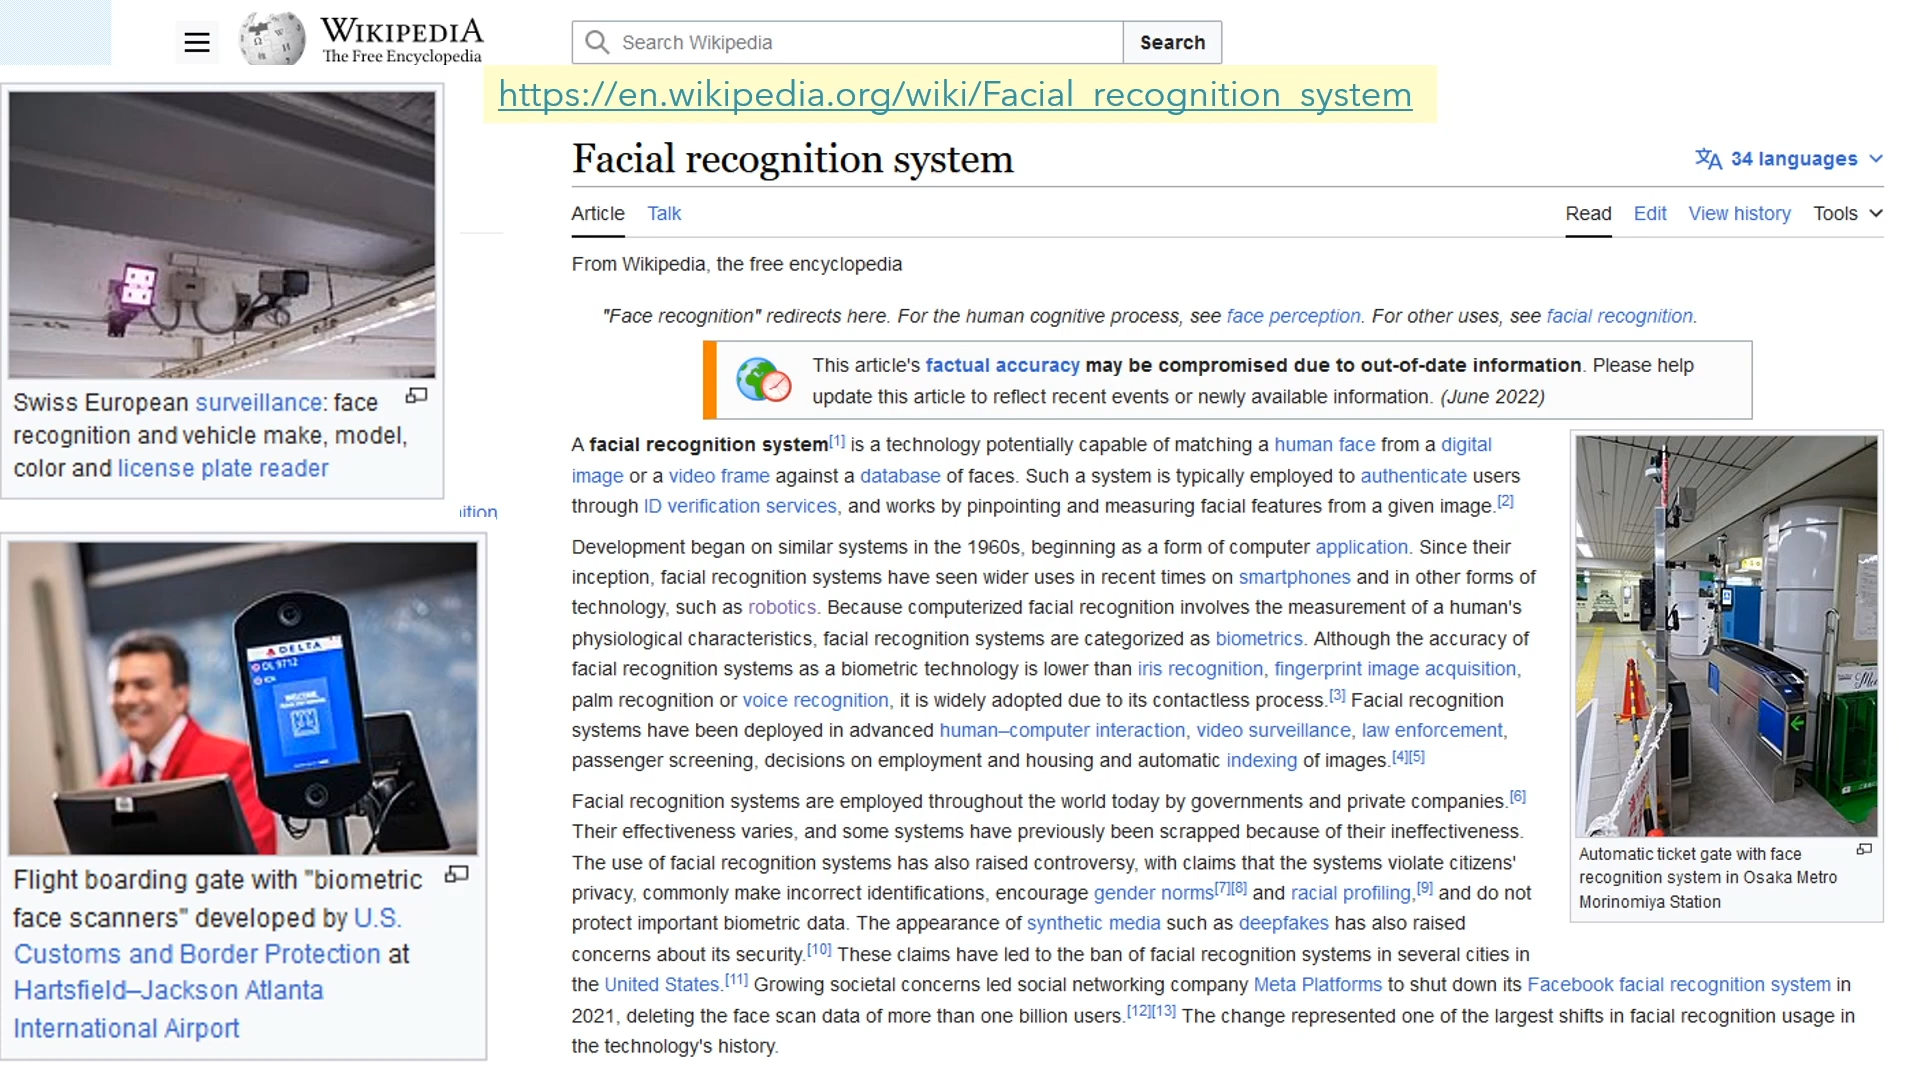 WIKIPEDIA
The Free Encyclopedia
Search Wikipedia
Search
https://en.wikipedia.org/wiki/Facial_recognition_system
Facial recognition system
34 languages
Article
Talk
Read
Edit
View history
Tools
From Wikipedia, the free encyclopedia
"Face recognition" redirects here. For the human cognitive process, see face perception. For other uses, see facial recognition.
This article's factual accuracy may be compromised due to out-of-date information. Please help
update this article to reflect recent events or newly available information. (June 2022)
A facial recognition system[1] is a technology potentially capable of matching a human face from a digital
image or a video frame against a database of faces. Such a system is typically employed to authenticate users
through ID verification services, and works by pinpointing and measuring facial features from a given image.[2]
Development began on similar systems in the 1960s, beginning as a form of computer application. Since their
inception, facial recognition systems have seen wider uses in recent times on smartphones and in other forms of
technology, such as robotics. Because computerized facial recognition involves the measurement of a human's
physiological characteristics, facial recognition systems are categorized as biometrics. Although the accuracy of
facial recognition systems as a biometric technology is lower than iris recognition, fingerprint image acquisition,
palm recognition or voice recognition, it is widely adopted due to its contactless process.[3] Facial recognition
systems have been deployed in advanced human–computer interaction, video surveillance, law enforcement,
passenger screening, decisions on employment and housing and automatic indexing of images.[4][5]
Facial recognition systems are employed throughout the world today by governments and private companies.[6]
Their effectiveness varies, and some systems have previously been scrapped because of their ineffectiveness.
The use of facial recognition systems has also raised controversy, with claims that the systems violate citizens'
privacy, commonly make incorrect identifications, encourage gender norms[7][8] and racial profiling,[9] and do not
protect important biometric data. The appearance of synthetic media such as deepfakes has also raised
concerns about its security.[10] These claims have led to the ban of facial recognition systems in several cities in
the United States.[11] Growing societal concerns led social networking company Meta Platforms to shut down its Facebook facial recognition system in
2021, deleting the face scan data of more than one billion users.[12][13] The change represented one of the largest shifts in facial recognition usage in
the technology's history.
Swiss European surveillance: face
recognition and vehicle make, model,
color and license plate reader
ition
DELTA
DL 9712
WELCOME
Flight boarding gate with "biometric
face scanners" developed by U.S.
Customs and Border Protection at
Hartsfield–Jackson Atlanta
International Airport
Automatic ticket gate with face
recognition system in Osaka Metro
Morinomiya Station